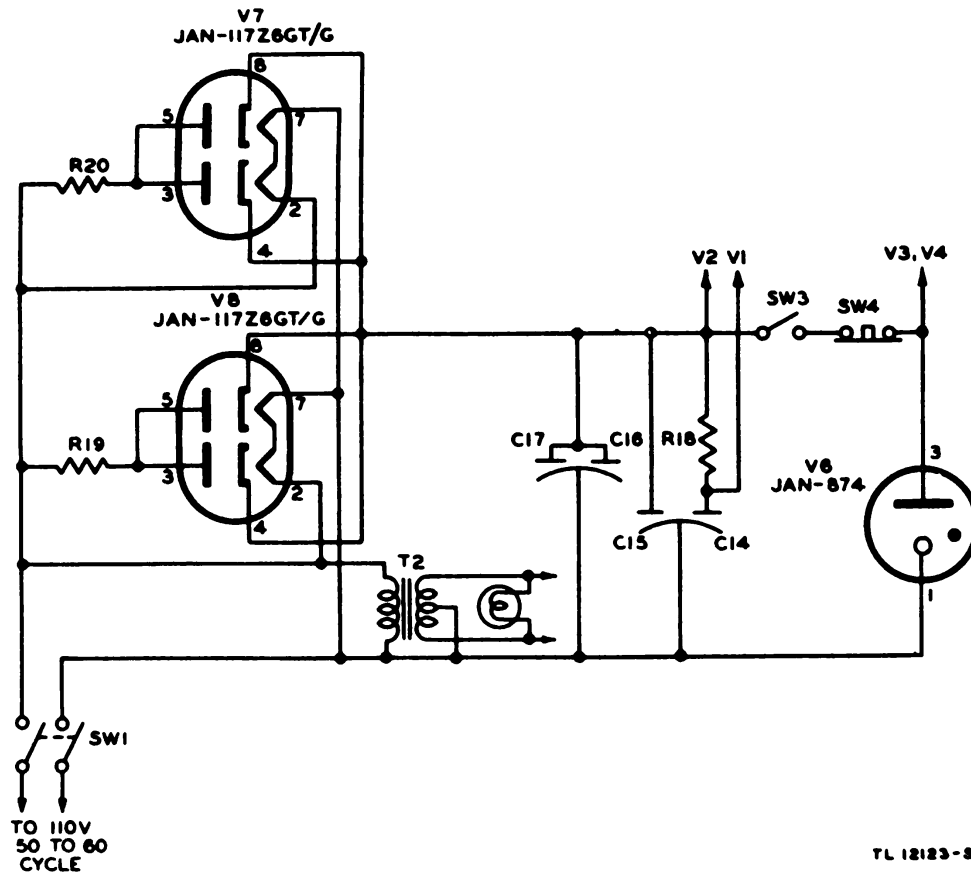 V7
JAN-117Z6GT/G
8
5
7
R20
3
2
4
V8
JAN-117Z6GT/G
8
5
7
R19
3
2
4
V2 V1
V3, V4
SW3
SW4
C17
C16
R18
3
V6
JAN-874
C15
C14
1
T2
SW1
TO 110V
50 TO 60
CYCLE
TL 12123-S